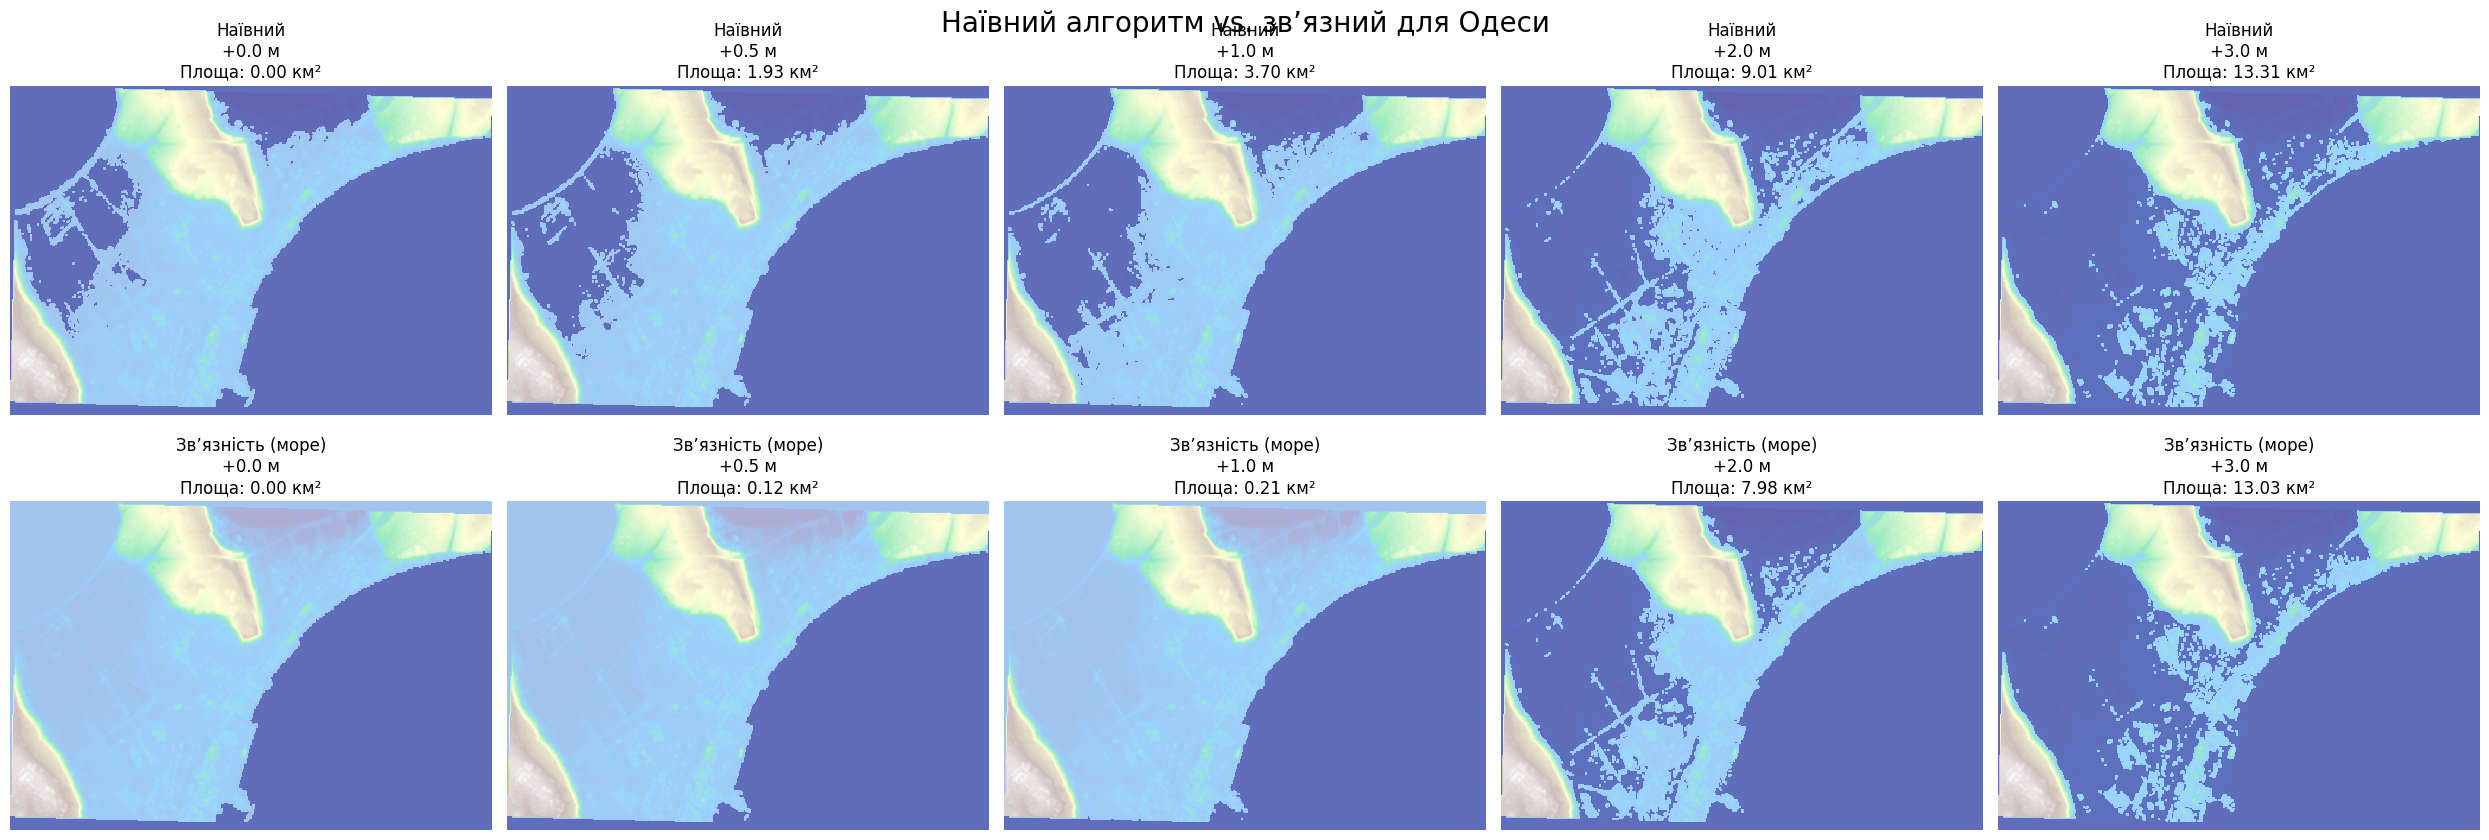 Наївний алгоритм vs. зв’язний для Одеси
Наївний
+0.0 м
Площа: 0.00 км²
Наївний
+0.5 м
Площа: 1.93 км²
Наївний
+1.0 м
Площа: 3.70 км²
Наївний
+2.0 м
Площа: 9.01 км²
Наївний
+3.0 м
Площа: 13.31 км²
Зв’язність (море)
+0.0 м
Площа: 0.00 км²
Зв’язність (море)
+0.5 м
Площа: 0.12 км²
Зв’язність (море)
+1.0 м
Площа: 0.21 км²
Зв’язність (море)
+2.0 м
Площа: 7.98 км²
Зв’язність (море)
+3.0 м
Площа: 13.03 км²